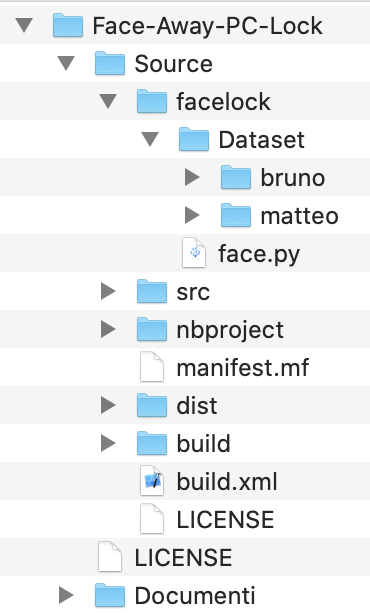 Face-Away-PC-Lock
Source
facelock
Dataset
bruno
matteo
face.py
src
nbproject
manifest.mf
dist
build
build.xml
LICENSE
LICENSE
Documenti